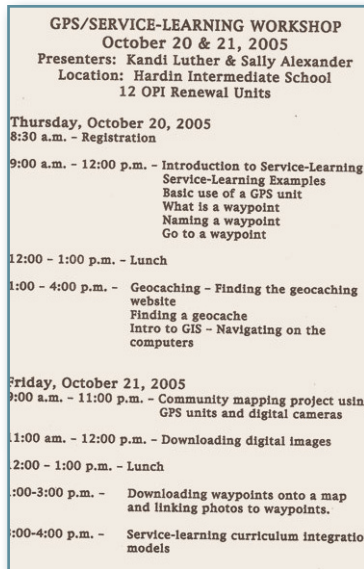 GPS/SERVICE-LEARNING WORKSHOP
October 20 & 21, 2005
Presenters: Kandi Luther & Sally Alexander
Location: Hardin Intermediate School
12 OPI Renewal Units
Thursday, October 20, 2005
8:30 a.m. - Registration
9:00 a.m. - 12:00 p.m. - Introduction to Service-Learning
Service-Learning Examples
Basic use of a GPS unit
What is a waypoint
Naming a waypoint
Go to a waypoint
12:00 - 1:00 p.m. - Lunch
1:00 - 4:00 p.m. - Geocaching - Finding the geocaching
website
Finding a geocache
Intro to GIS - Navigating on the
computers
Friday, October 21, 2005
9:00 a.m. - 11:00 p.m. - Community mapping project usin
GPS units and digital cameras
11:00 am. - 12:00 p.m. - Downloading digital images
12:00 - 1:00 p.m. - Lunch
:00-3:00 p.m. - Downloading waypoints onto a map
and linking photos to waypoints.
:00-4:00 p.m. - Service-learning curriculum integratio
models